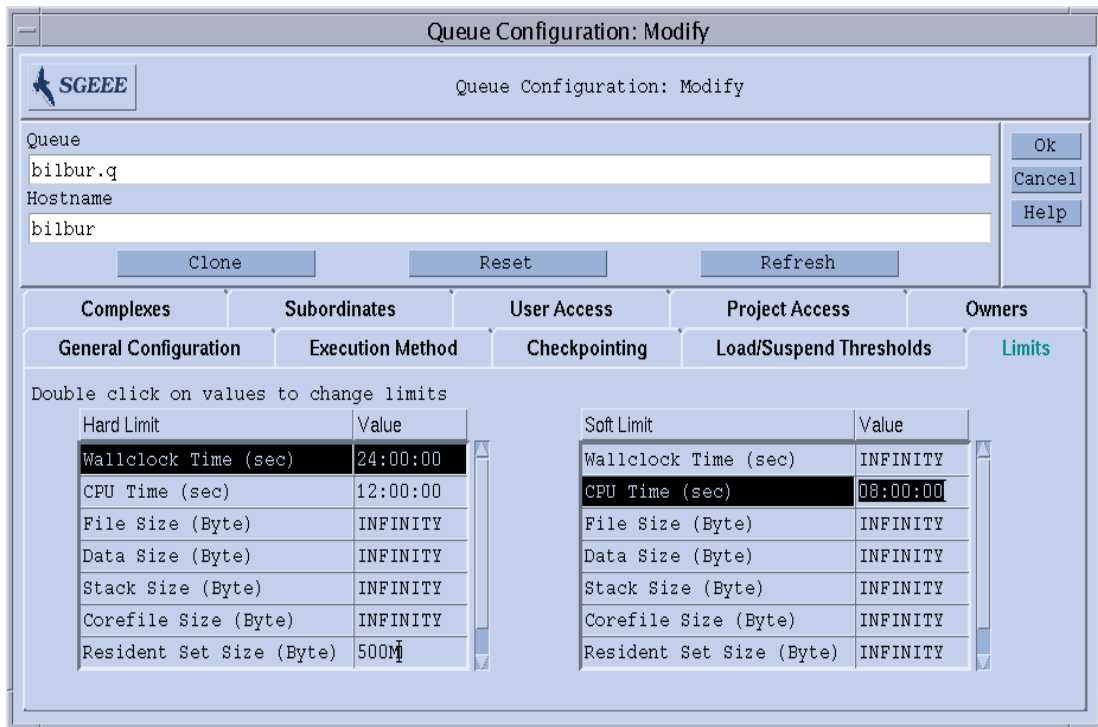 Queue Configuration: Modify
SGEEE
Queue Configuration: Modify
Queue
bilbur.q
Hostname
bilbur
Ok
Cancel
Help
Clone Reset Refresh
Complexes Subordinates User Access Project Access Owners
General Configuration Execution Method Checkpointing Load/Suspend Thresholds Limits
Double click on values to change limits
Hard Limit Value
Wallclock Time (sec) 24:00:00
CPU Time (sec) 12:00:00
File Size (Byte) INFINITY
Data Size (Byte) INFINITY
Stack Size (Byte) INFINITY
Corefile Size (Byte) INFINITY
Resident Set Size (Byte) 500M
Soft Limit Value
Wallclock Time (sec) INFINITY
CPU Time (sec) 08:00:00
File Size (Byte) INFINITY
Data Size (Byte) INFINITY
Stack Size (Byte) INFINITY
Corefile Size (Byte) INFINITY
Resident Set Size (Byte) INFINITY